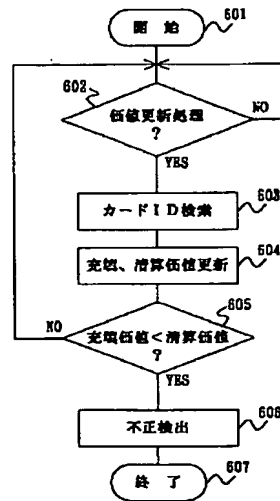 開始
601
602
価値更新処理
?
NO
YES
603
カードID検索
604
充填、清算価値更新
605
NO
充填価値<清算価値
?
YES
606
不正検出
607
終了